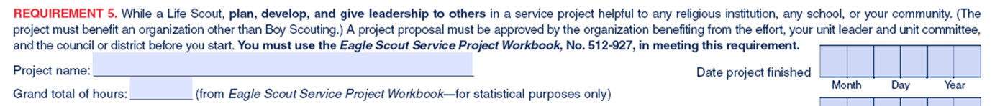 REQUIREMENT 5. While a Life Scout, plan, develop, and give leadership to others in a service project helpful to any religious institution, any school, or your community. (The
project must benefit an organization other than Boy Scouting.) A project proposal must be approved by the organization benefiting from the effort, your unit leader and unit committee,
and the council or district before you start. You must use the Eagle Scout Service Project Workbook, No. 512-927, in meeting this requirement.
Project name:
Date project finished
Month Day Year
Grand total of hours: (from Eagle Scout Service Project Workbook—for statistical purposes only)